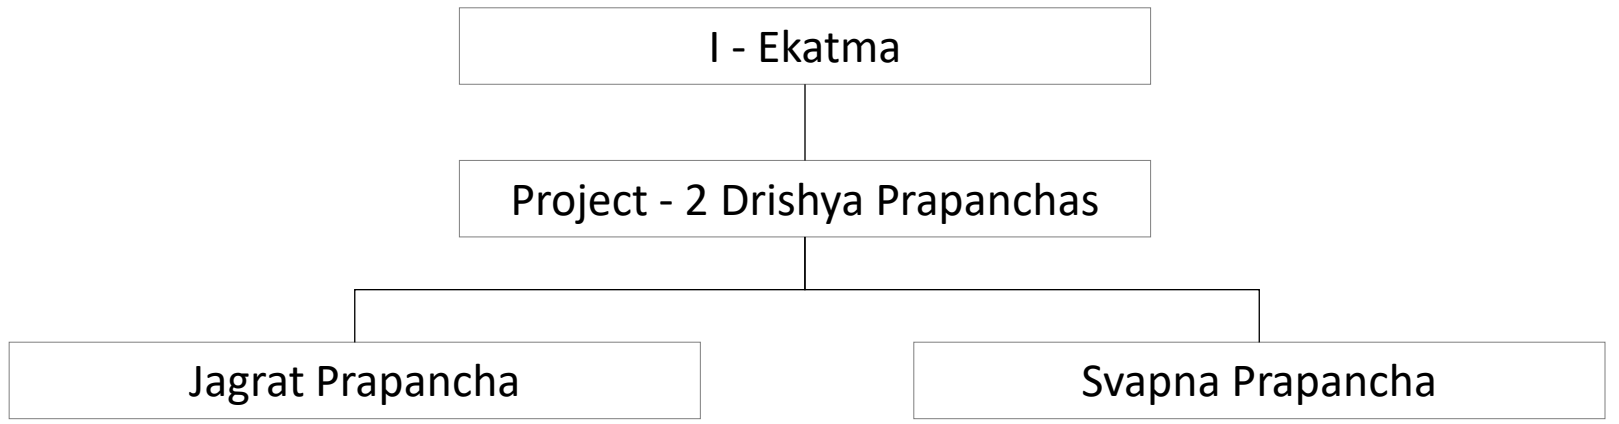 I - Ekatma
Project - 2 Drishya Prapanchas
Jagrat Prapancha
Svapna Prapancha